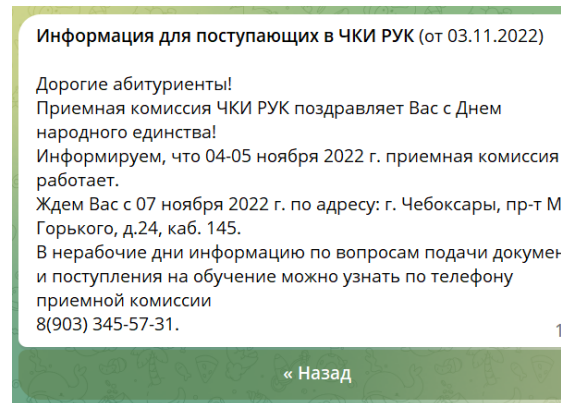 Информация для поступающих в ЧКИ РУК (от 03.11.2022)
Дорогие абитуриенты!
Приемная комиссия ЧКИ РУК поздравляет Вас с Днем
народного единства!
Информируем, что 04-05 ноября 2022 г. приемная комиссия
работает.
Ждем Вас с 07 ноября 2022 г. по адресу: г. Чебоксары, пр-т М
Горького, д.24, каб. 145.
В нерабочие дни информацию по вопросам подачи
и поступления на обучение можно узнать по телефону
приемной комиссии
8(903) 345-57-31.
« Назад